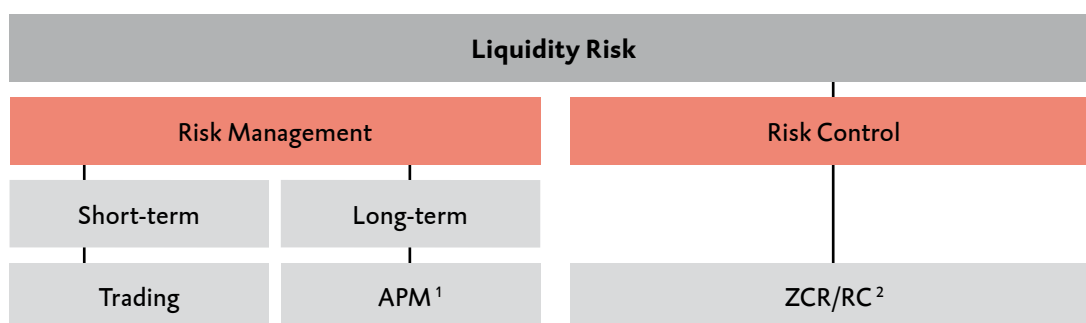 Liquidity Risk
Risk Management
Risk Control
Short-term
Long-term
Trading
APM 1
ZCR/RC 2